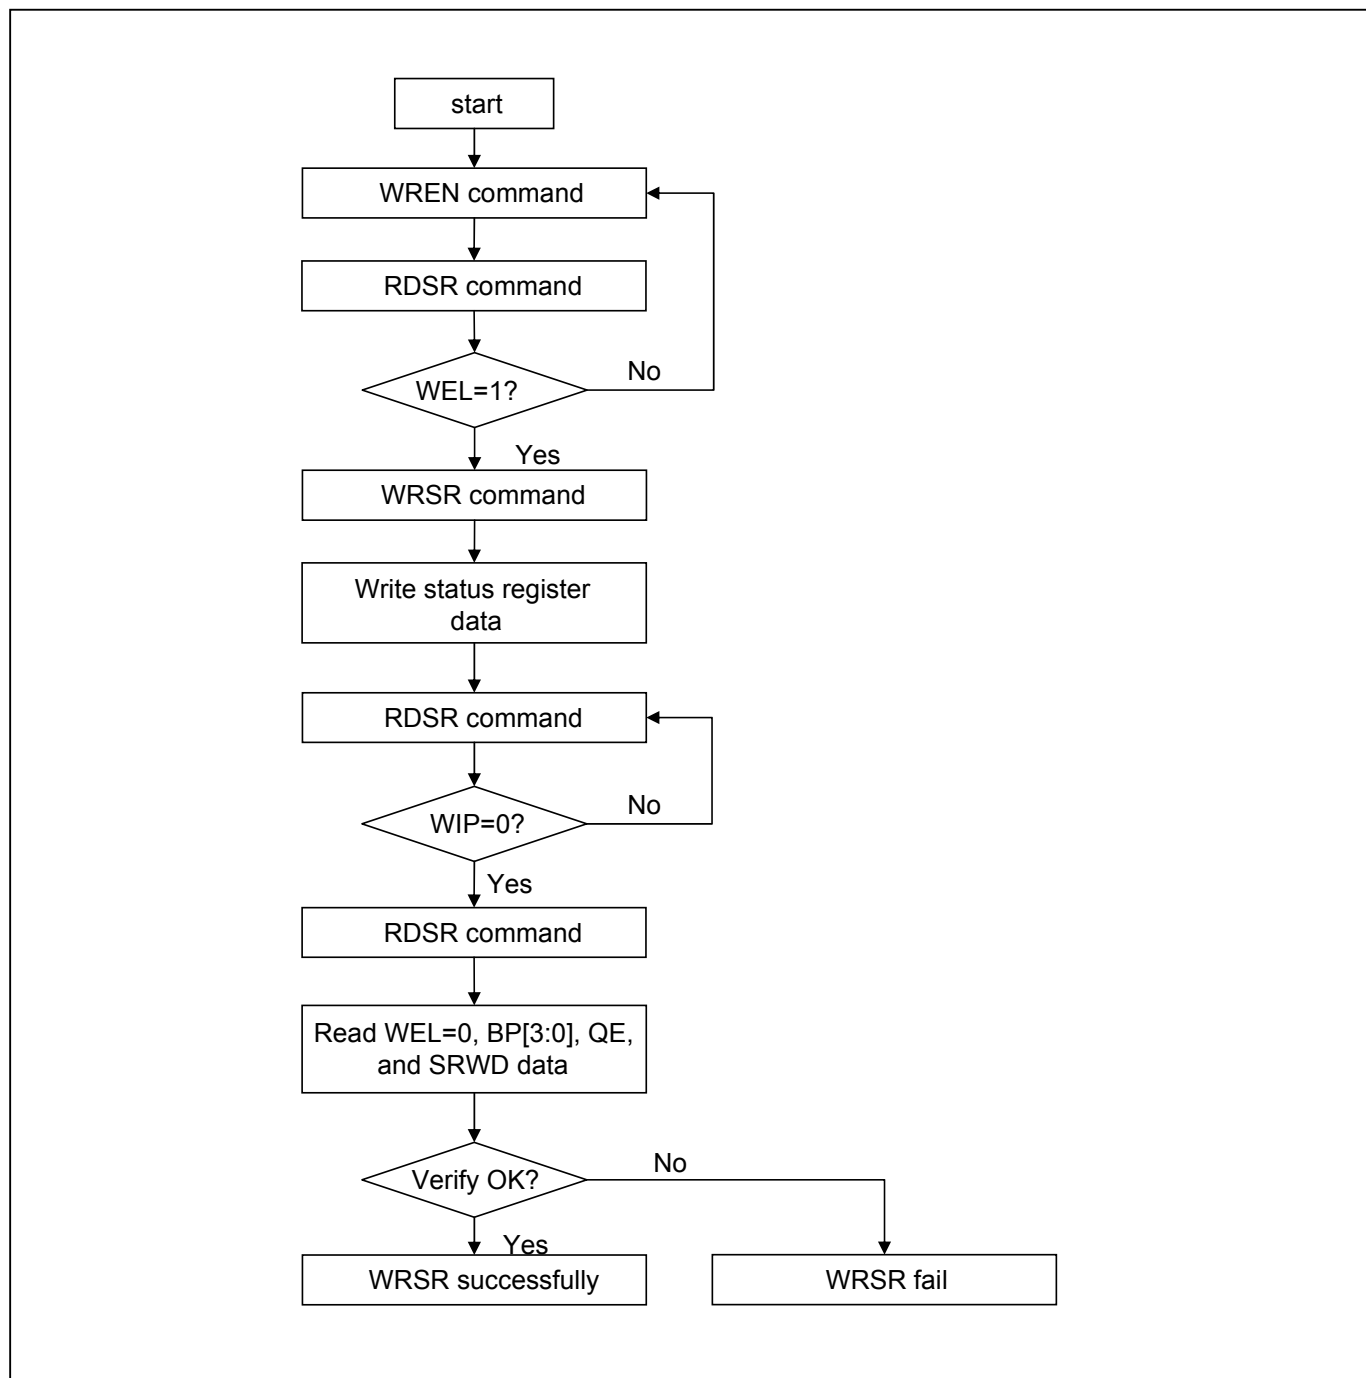 start
WREN command
RDSR command
No
WEL=1?
Yes
WRSR command
Write status register
data
RDSR command
No
WIP=0?
Yes
RDSR command
Read WEL=0, BP[3:0], QE,
and SRWD data
No
Verify OK?
Yes
WRSR successfully
WRSR fail